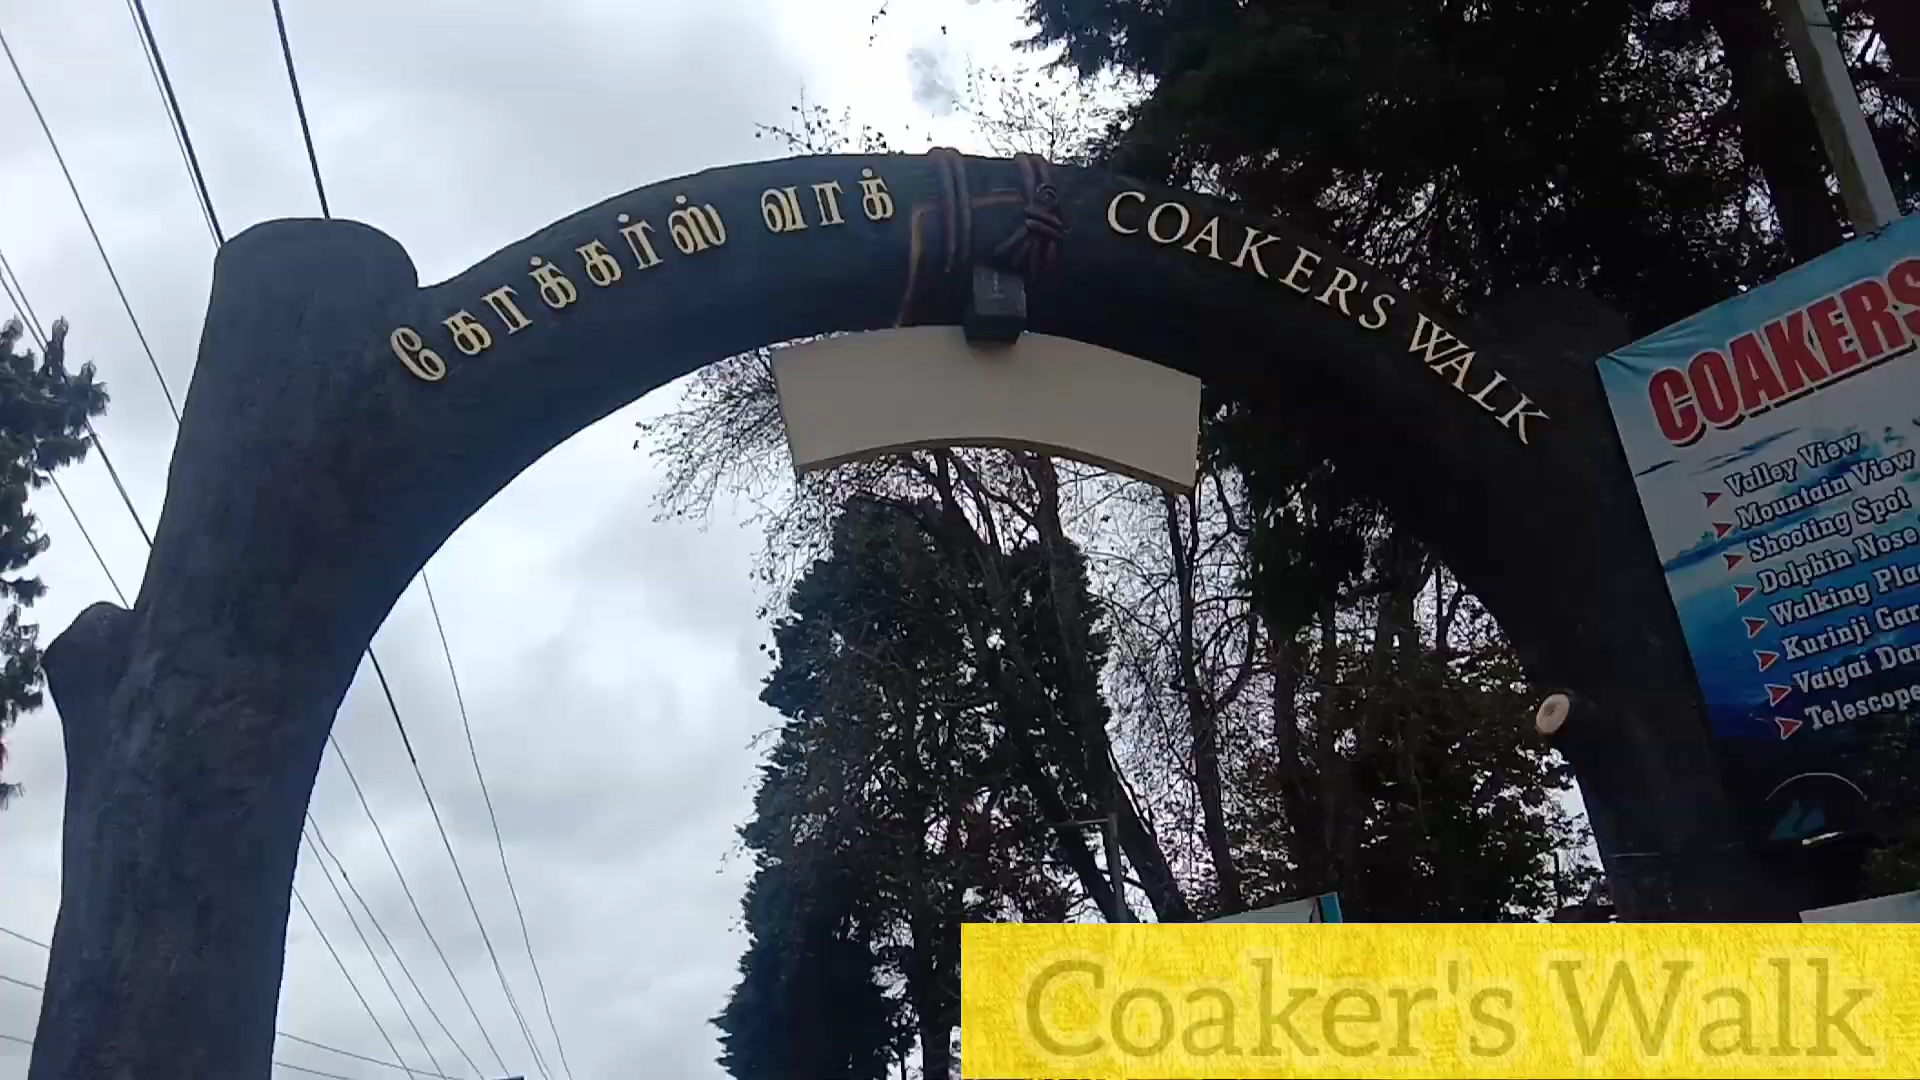 கோக்கர்ஸ் வாக்
COAKER'S WALK
COAKERS
Valley View
Mountain View
Shooting Spot
Dolphin Nose
Walking
Kurinji
Vaigai
Telescope
Coaker's Walk